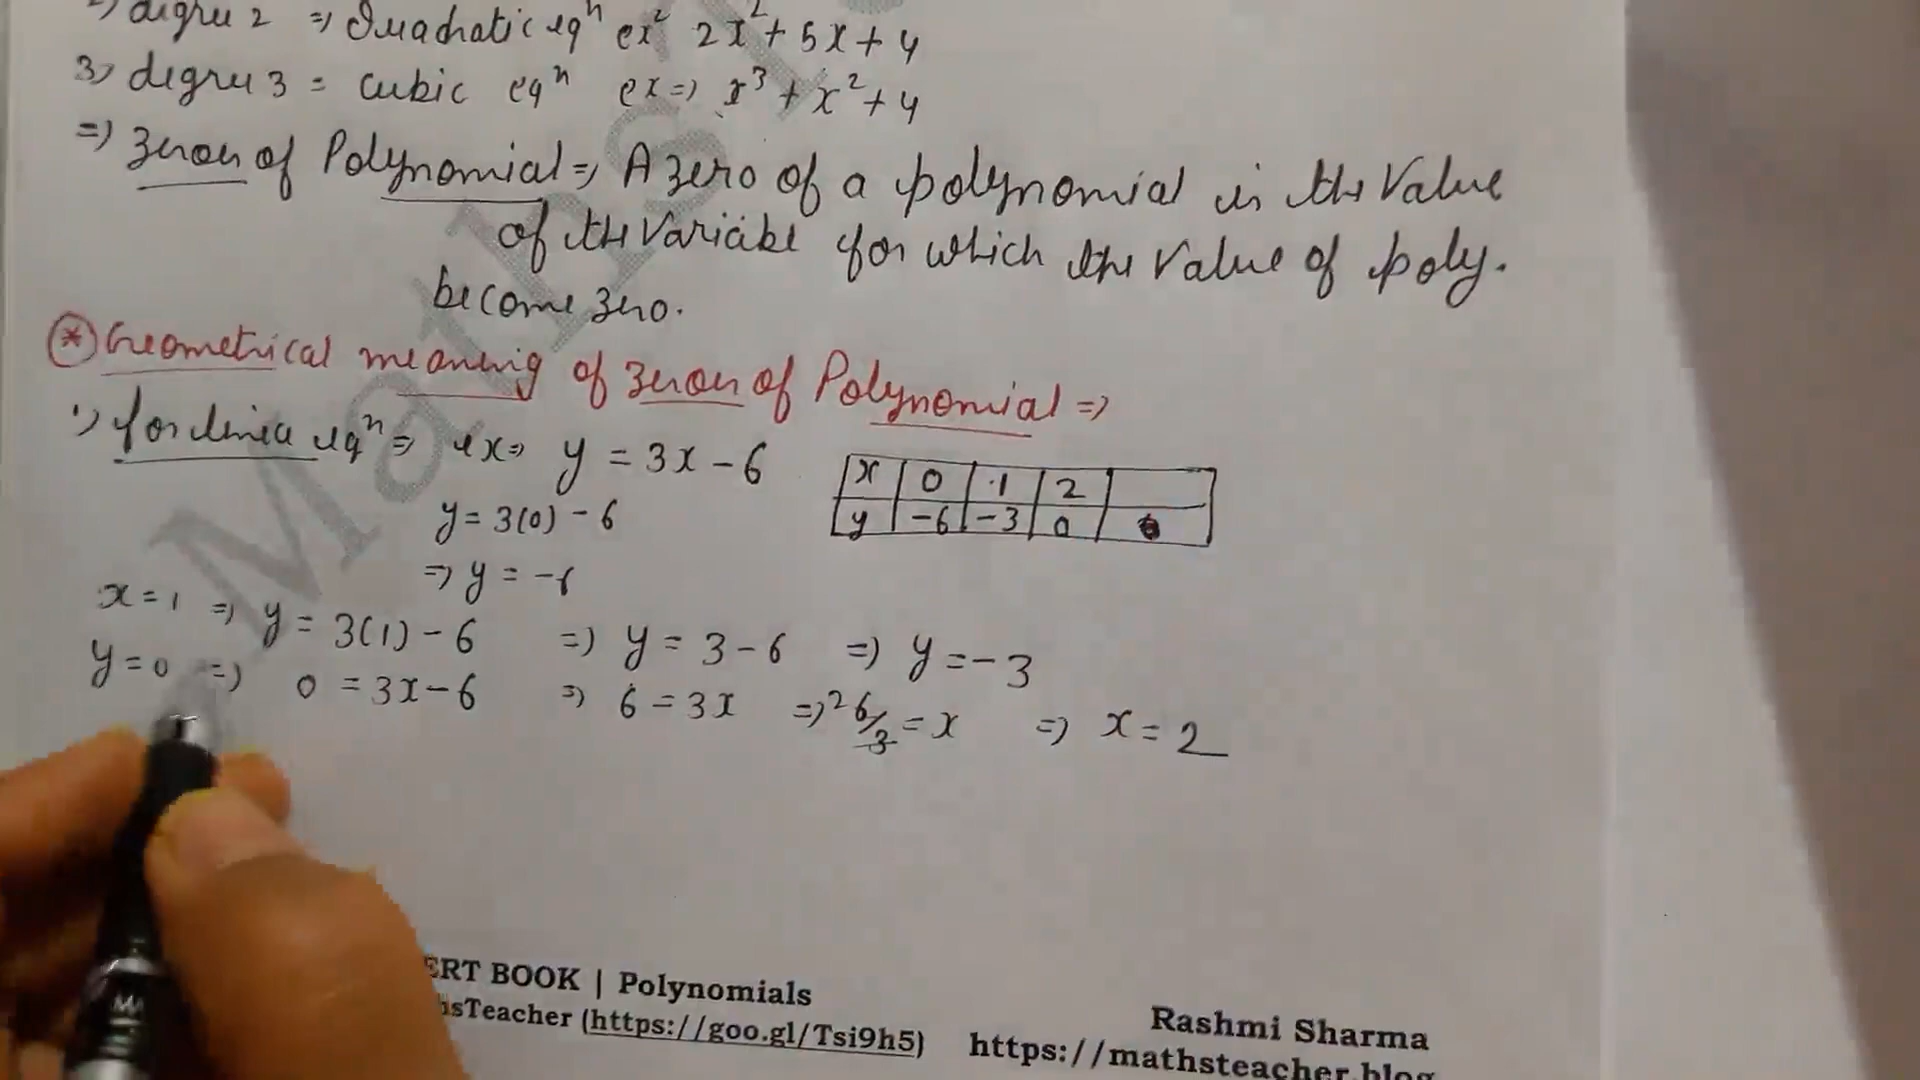 2) degree 2 => Quadratic eqⁿ ex² 2x² + 5x + 4
3) degree 3 = Cubic eqⁿ ex => x³ + x² + 4
=> Zeroes of Polynomial => A zero of a polynomial is the value
of the variable for which the value of poly.
become zero.
* Geometrical meaning of zeroes of Polynomial =>
1) for linear eqⁿ => ex => y = 3x - 6
x 0 1 2
y -6 -3 0
y = 3(0) - 6
=> y = -6
x = 1 => y = 3(1) - 6 => y = 3 - 6 => y = -3
y = 0 => 0 = 3x - 6 => 6 = 3x => ² 6/3 = x => x = 2
Maths
ERT BOOK | Polynomials
hsTeacher (https://goo.gl/Tsi9h5)
Rashmi Sharma
https://mathsteacher.blog